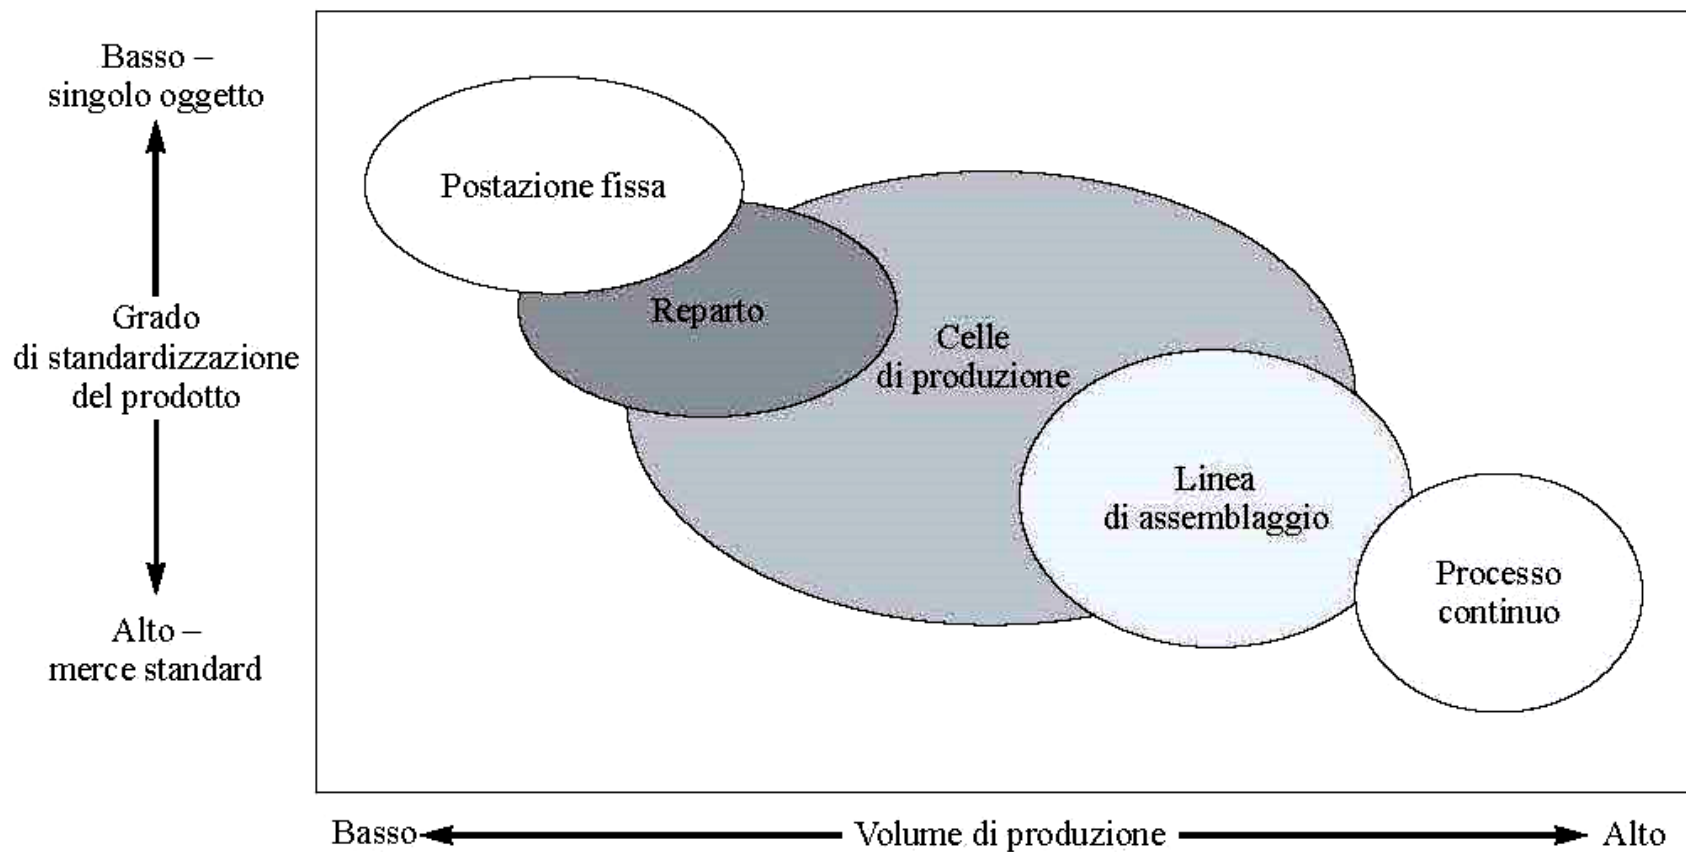 Basso –
singolo oggetto
Grado
di standardizzazione
del prodotto
Alto –
merce standard
Postazione fissa
Reparto
Celle
di produzione
Linea
di assemblaggio
Processo
continuo
Basso
Volume di produzione
Alto